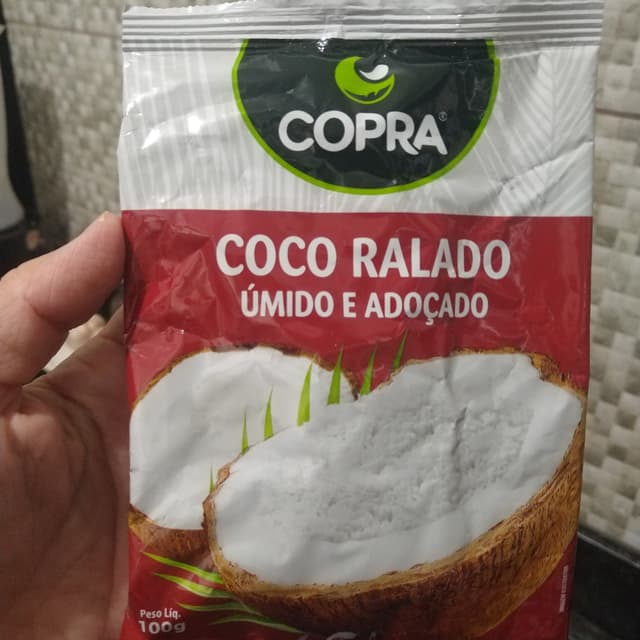 COPRA®
COCO RALADO
ÚMIDO E ADOÇADO
Peso Líq.
100g